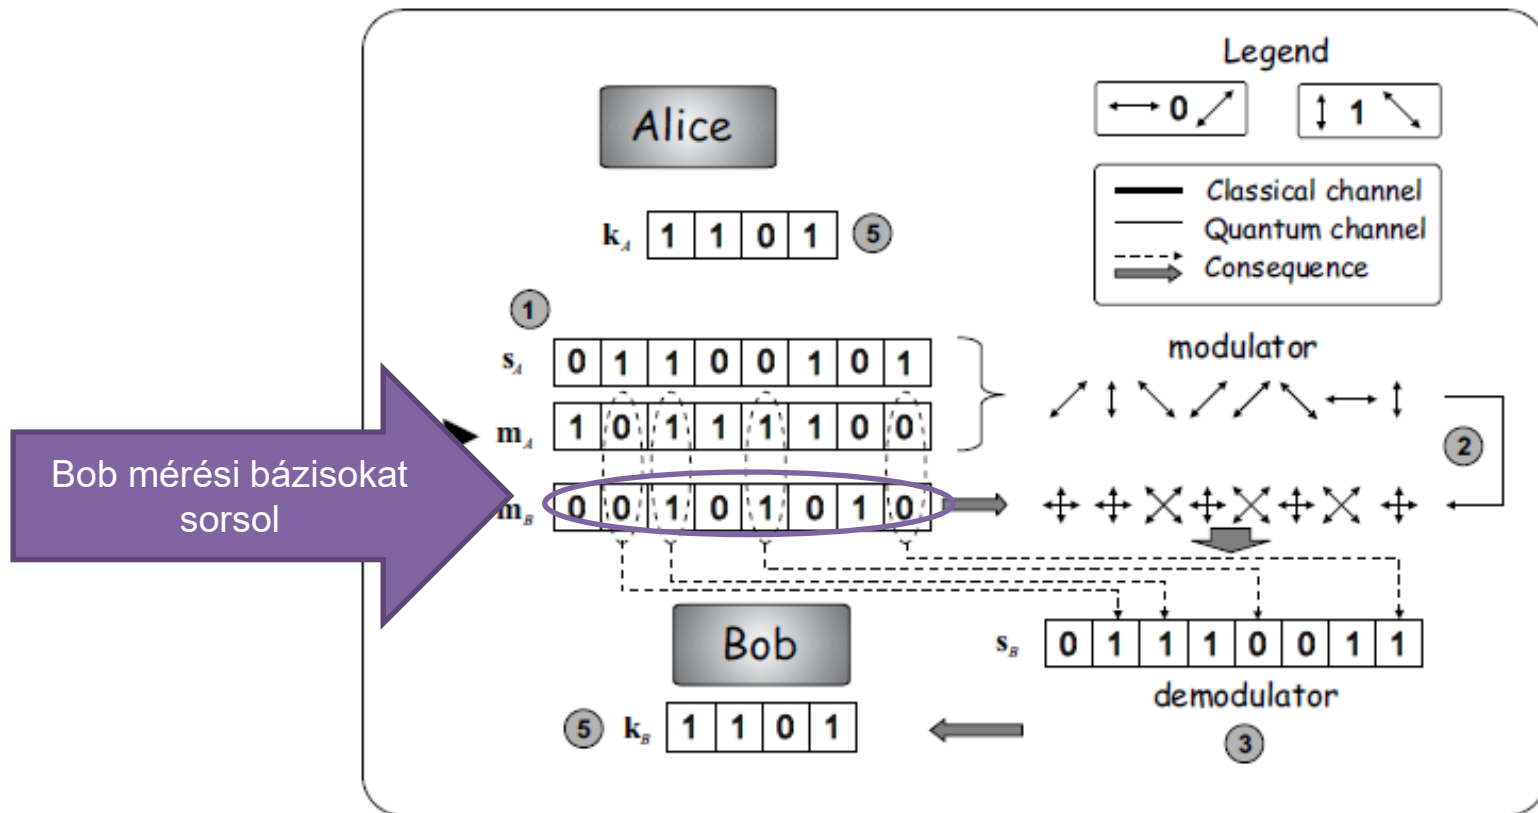 Legend
0
1
Alice
Classical channel
Quantum channel
Consequence
k_A 1 1 0 1 5
1
s_A 0 1 1 0 0 1 0 1
modulator
m_A 1 0 1 1 1 1 0 0
2
Bob mérési bázisokat
sorsol
m_B 0 0 1 0 1 0 1 0
Bob
s_B 0 1 1 1 0 0 1 1
demodulator
3
5 k_B 1 1 0 1